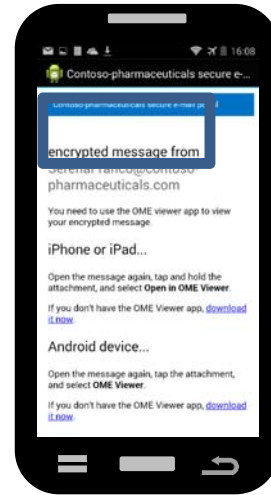 16:08
Contoso-pharmaceuticals secure e-...
Contoso-pharmaceuticals secure e-mail portal
encrypted message from
pharmaceuticals.com
You need to use the OME viewer app to view
your encrypted message.
iPhone or iPad...
Open the message again, tap and hold the
attachment, and select Open in OME Viewer.
If you don't have the OME Viewer app, download
it now.
Android device...
Open the message again, tap the attachment,
and select OME Viewer.
If you don't have the OME Viewer app, download
it now.